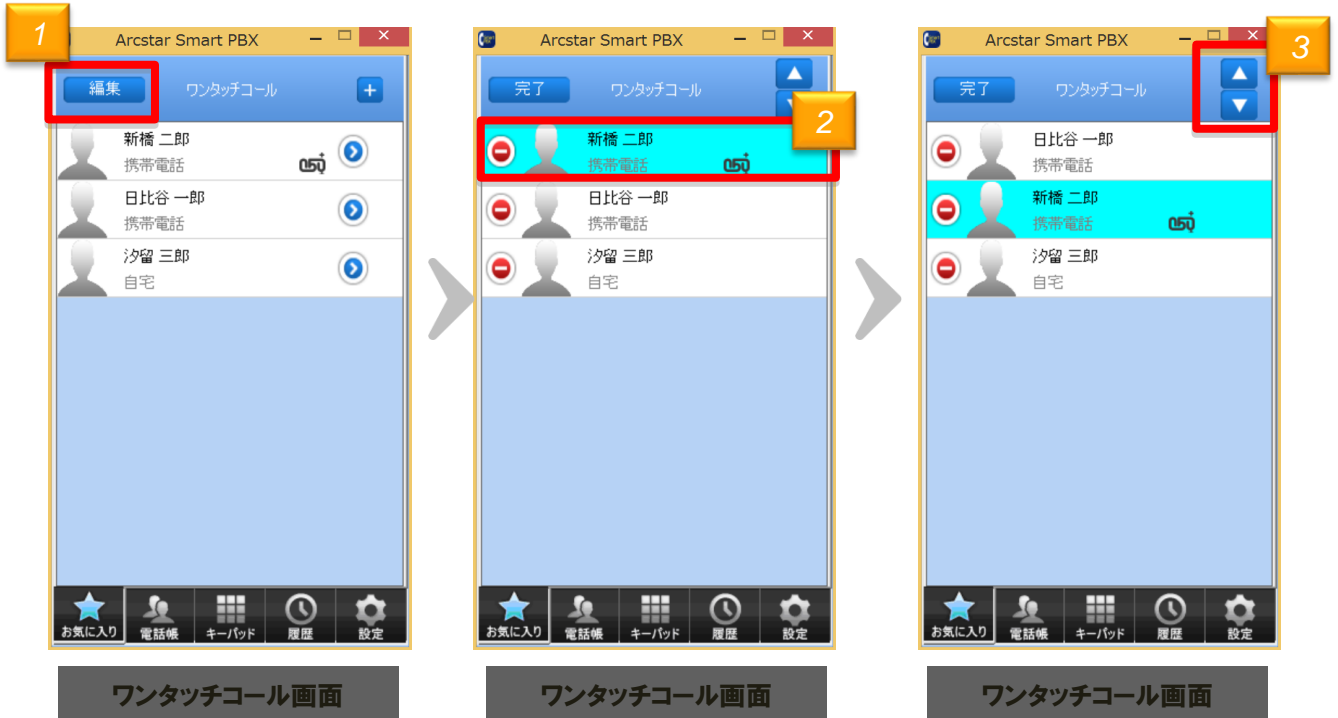 1
Arcstar Smart PBX
編集
ワンタッチコール
新橋 二郎
携帯電話
050
日比谷 一郎
携帯電話
汐留 三郎
自宅
お気に入り
電話帳
キーパッド
履歴
設定
ワンタッチコール画面
Arcstar Smart PBX
完了
ワンタッチコール
2
新橋 二郎
携帯電話
050
日比谷 一郎
携帯電話
汐留 三郎
自宅
お気に入り
電話帳
キーパッド
履歴
設定
ワンタッチコール画面
Arcstar Smart PBX
3
完了
ワンタッチコール
日比谷 一郎
携帯電話
新橋 二郎
携帯電話
050
汐留 三郎
自宅
お気に入り
電話帳
キーパッド
履歴
設定
ワンタッチコール画面